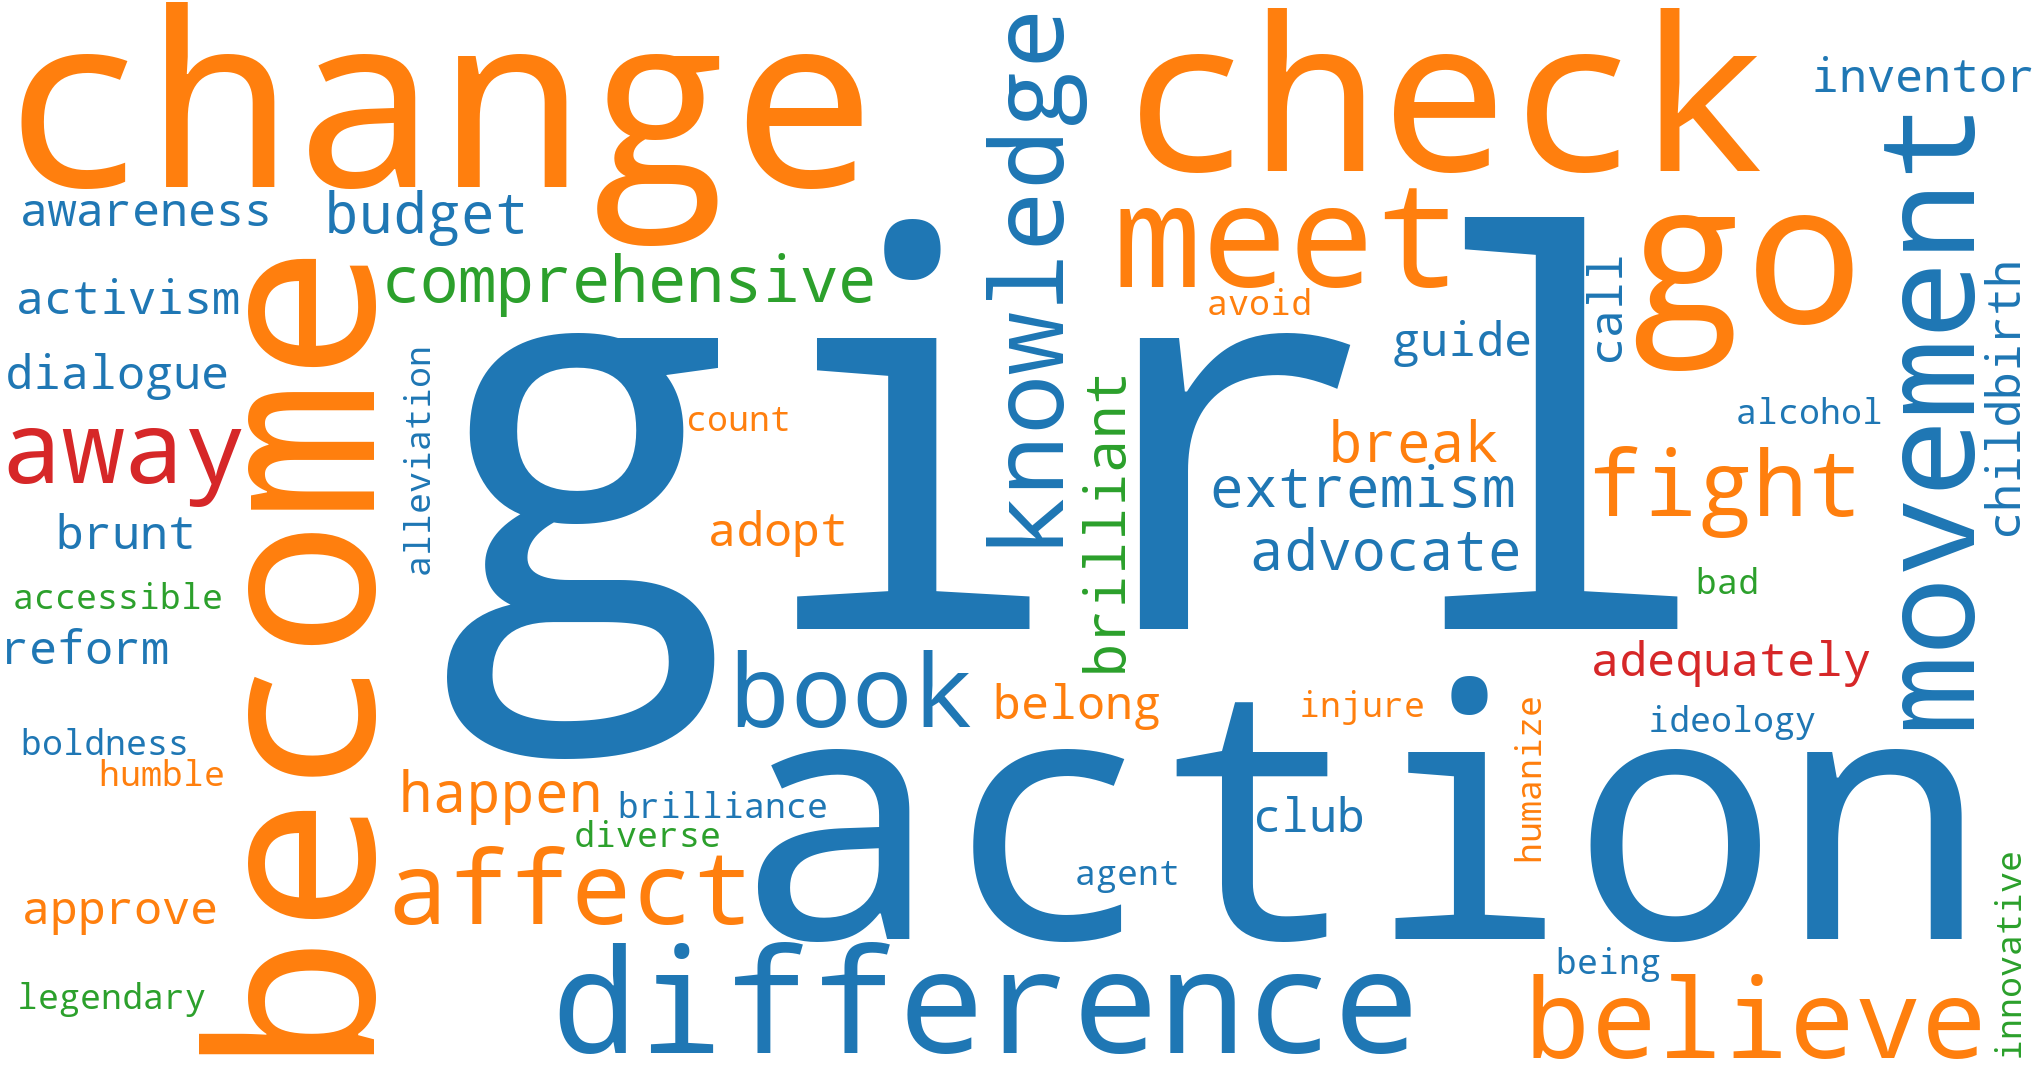 change
check
knowledge
inventor
awareness
budget
meet
go
movement
comprehensive
activism
avoid
call
guide
childbirth
become
girl
dialogue
alleviation
count
brilliant
alcohol
away
break
fight
extremism
brunt
adopt
advocate
accessible
bad
reform
book
belong
adequately
injure
humanize
ideology
boldness
humble
action
happen
brilliance
club
diverse
affect
agent
approve
innovative
difference
being
believe
legendary